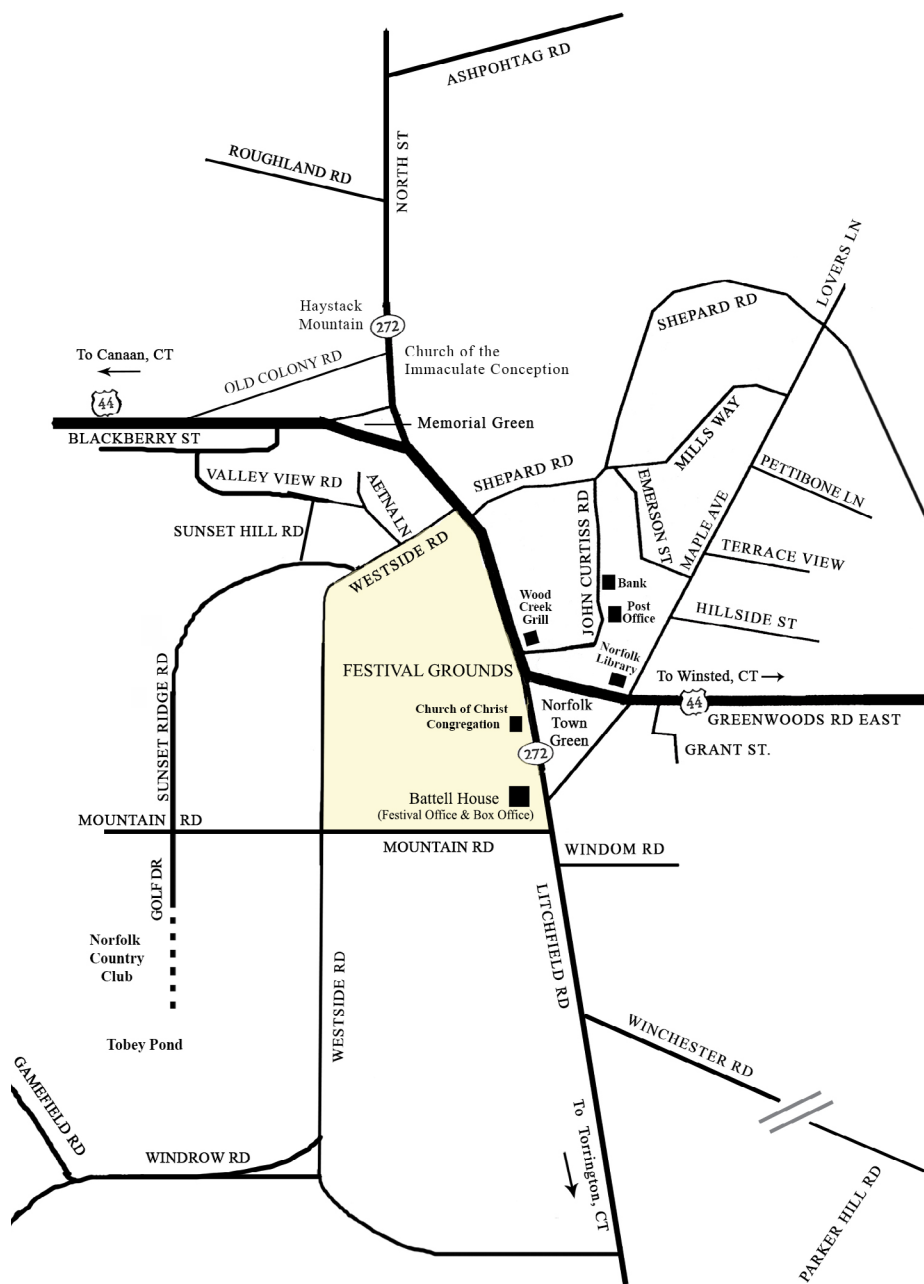 ASHPOHTAG RD
ROUGHLAND RD
NORTH ST
LOVERS LN
Haystack
Mountain
272
SHEPARD RD
To Canaan, CT
44
OLD COLONY RD
Church of the
Immaculate Conception
Memorial Green
BLACKBERRY ST
MILLS WAY
VALLEY VIEW RD
AETNA LN
SHEPARD RD
PETTIBONE LN
SUNSET HILL RD
WESTSIDE RD
JOHN CURTISS RD
EMERSON ST
MAPLE AVE
TERRACE VIEW
Bank
Wood
Creek
Grill
Post
Office
HILLSIDE ST
Norfolk
Library
SUNSET RIDGE RD
FESTIVAL GROUNDS
To Winsted, CT
44
GREENWOODS RD EAST
Church of Christ
Congregation
Norfolk
Town
Green
GRANT ST.
272
Battell House
(Festival Office & Box Office)
MOUNTAIN RD
MOUNTAIN RD
WINDOM RD
GOLF DR
LITCHFIELD RD
Norfolk
Country
Club
WESTSIDE RD
Tobey Pond
WINCHESTER RD
GAMEFIELD RD
To Torrington, CT
WINDROW RD
PARKER HILL RD